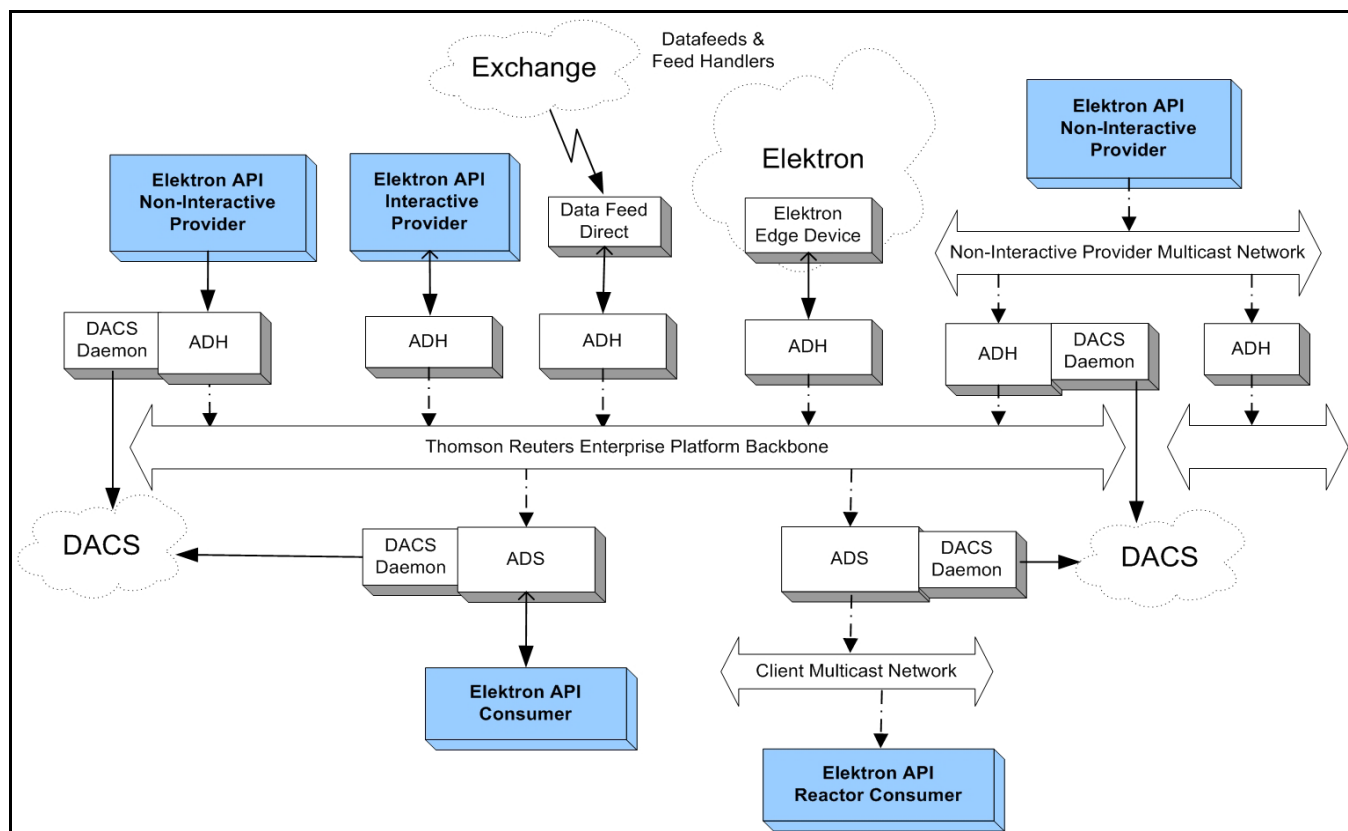 Datafeeds &
Feed Handlers
Exchange
Elektron API
Non-Interactive
Provider
Elektron API
Non-Interactive
Provider
Elektron API
Interactive
Provider
Elektron
Data Feed
Direct
Elektron
Edge Device
Non-Interactive Provider Multicast Network
DACS
Daemon
ADH
ADH
ADH
ADH
ADH
DACS
Daemon
ADH
Thomson Reuters Enterprise Platform Backbone
DACS
DACS
Daemon
ADS
ADS
DACS
Daemon
DACS
Client Multicast Network
Elektron API
Consumer
Elektron API
Reactor Consumer